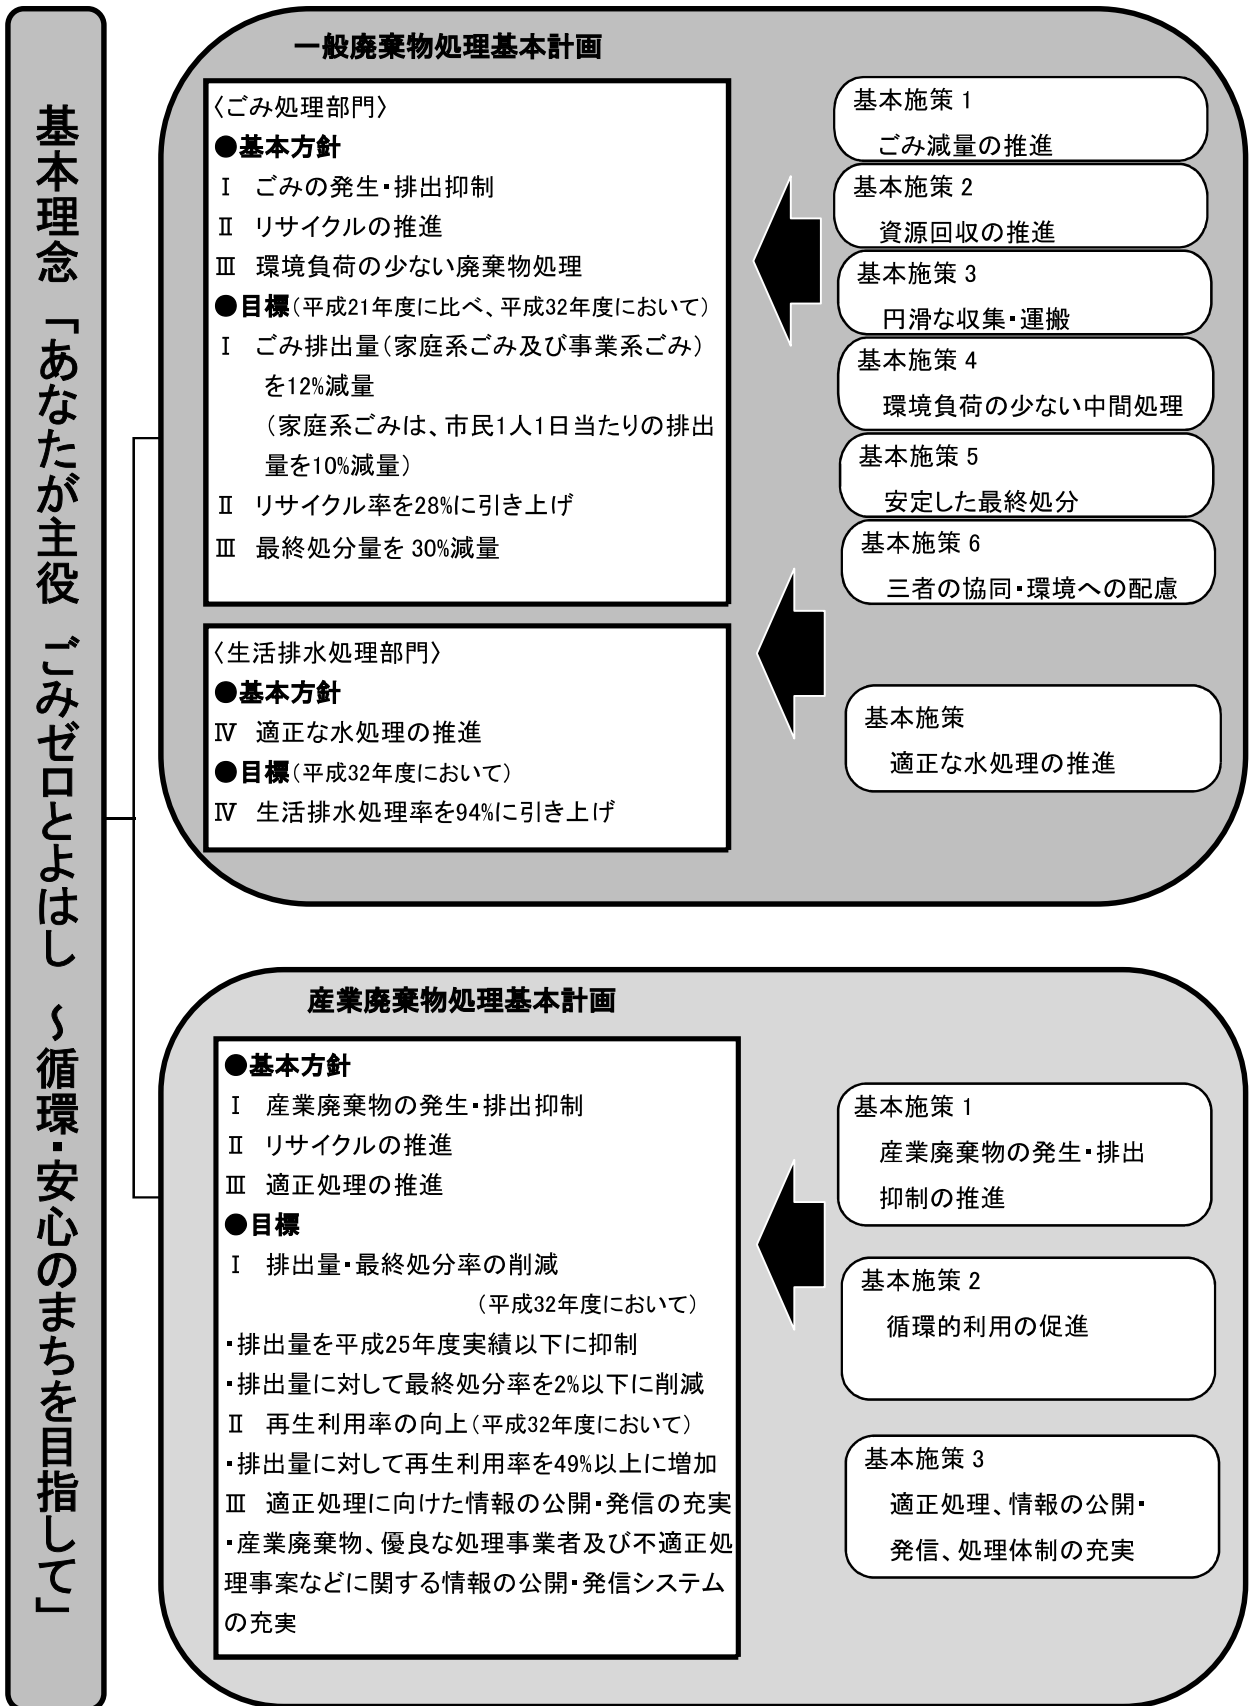 基本理念「あなたが主役 ごみゼロとよはし ～循環・安心のまちを目指して」
一般廃棄物処理基本計画
〈ごみ処理部門〉
●基本方針
Ⅰ ごみの発生・排出抑制
Ⅱ リサイクルの推進
Ⅲ 環境負荷の少ない廃棄物処理
●目標(平成21年度に比べ、平成32年度において)
Ⅰ ごみ排出量(家庭系ごみ及び事業系ごみ)
を12%減量
(家庭系ごみは、市民1人1日当たりの排出
量を10%減量)
Ⅱ リサイクル率を28%に引き上げ
Ⅲ 最終処分量を 30%減量
〈生活排水処理部門〉
●基本方針
Ⅳ 適正な水処理の推進
●目標(平成32年度において)
Ⅳ 生活排水処理率を94%に引き上げ
基本施策 1
ごみ減量の推進
基本施策 2
資源回収の推進
基本施策 3
円滑な収集・運搬
基本施策 4
環境負荷の少ない中間処理
基本施策 5
安定した最終処分
基本施策 6
三者の協同・環境への配慮
基本施策
適正な水処理の推進
産業廃棄物処理基本計画
●基本方針
Ⅰ 産業廃棄物の発生・排出抑制
Ⅱ リサイクルの推進
Ⅲ 適正処理の推進
●目標
Ⅰ 排出量・最終処分率の削減
(平成32年度において)
・排出量を平成25年度実績以下に抑制
・排出量に対して最終処分率を2%以下に削減
Ⅱ 再生利用率の向上(平成32年度において)
・排出量に対して再生利用率を49%以上に増加
Ⅲ 適正処理に向けた情報の公開・発信の充実
・産業廃棄物、優良な処理事業者及び不適正処
理事案などに関する情報の公開・発信システム
の充実
基本施策 1
産業廃棄物の発生・排出
抑制の推進
基本施策 2
循環的利用の促進
基本施策 3
適正処理、情報の公開・
発信、処理体制の充実